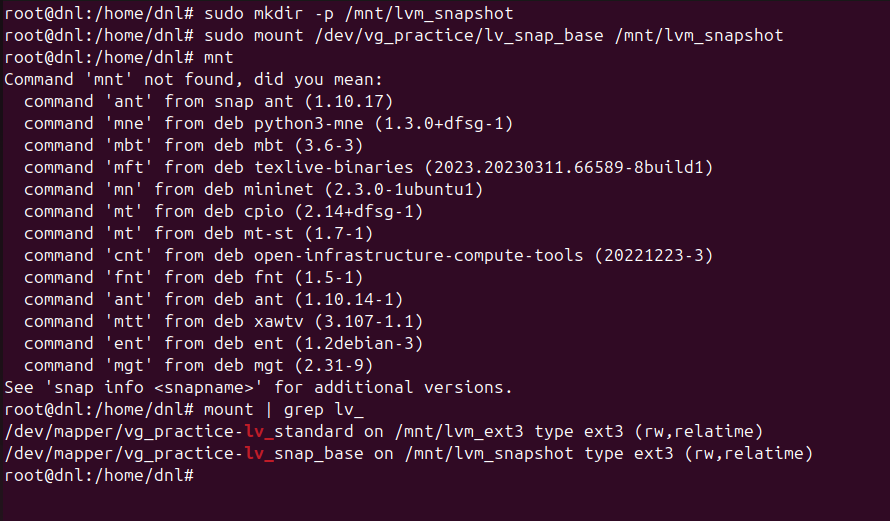 root@dnl:/home/dnl# sudo mkdir -p /mnt/lvm_snapshot
root@dnl:/home/dnl# sudo mount /dev/vg_practice/lv_snap_base /mnt/lvm_snapshot
root@dnl:/home/dnl# mnt
Command 'mnt' not found, did you mean:
  command 'ant' from snap ant (1.10.17)
  command 'mne' from deb python3-mne (1.3.0+dfsg-1)
  command 'mbt' from deb mbt (3.6-3)
  command 'mft' from deb texlive-binaries (2023.20230311.66589-8build1)
  command 'mn' from deb mininet (2.3.0-1ubuntu1)
  command 'mt' from deb cpio (2.14+dfsg-1)
  command 'mt' from deb mt-st (1.7-1)
  command 'cnt' from deb open-infrastructure-compute-tools (20221223-3)
  command 'fnt' from deb fnt (1.5-1)
  command 'ant' from deb ant (1.10.14-1)
  command 'mtt' from deb xawtv (3.107-1.1)
  command 'ent' from deb ent (1.2debian-3)
  command 'mgt' from deb mgt (2.31-9)
See 'snap info <snapname>' for additional versions.
root@dnl:/home/dnl# mount | grep lv_
/dev/mapper/vg_practice-lv_standard on /mnt/lvm_ext3 type ext3 (rw,relatime)
/dev/mapper/vg_practice-lv_snap_base on /mnt/lvm_snapshot type ext3 (rw,relatime)
root@dnl:/home/dnl#